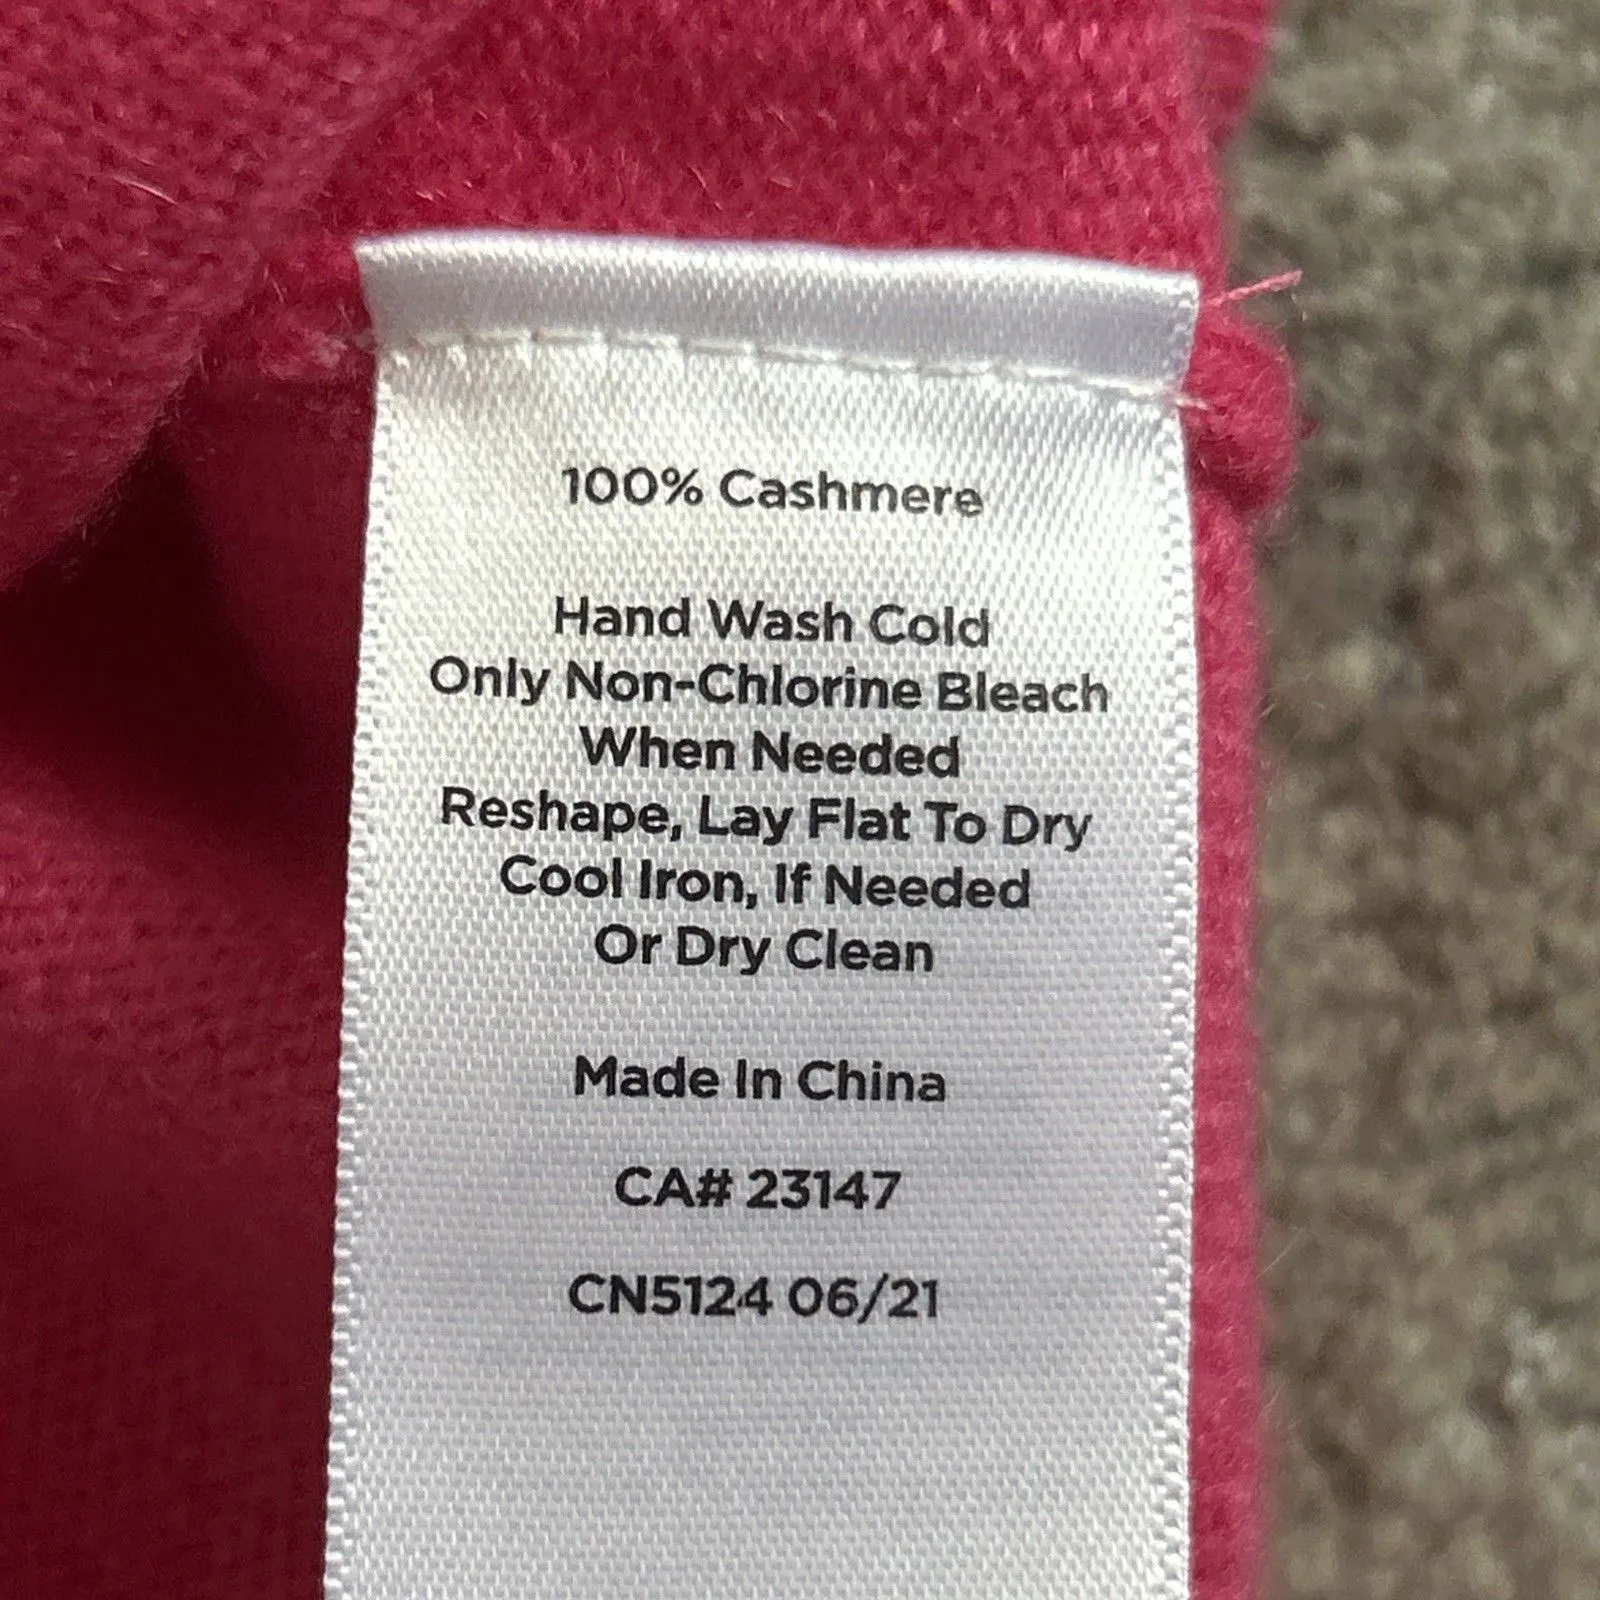 100% Cashmere
Hand Wash Cold
Only Non-Chlorine Bleach
When Needed
Reshape, Lay Flat To Dry
Cool Iron, If Needed
Or Dry Clean
Made In China
CA# 23147
CN5124 06/21